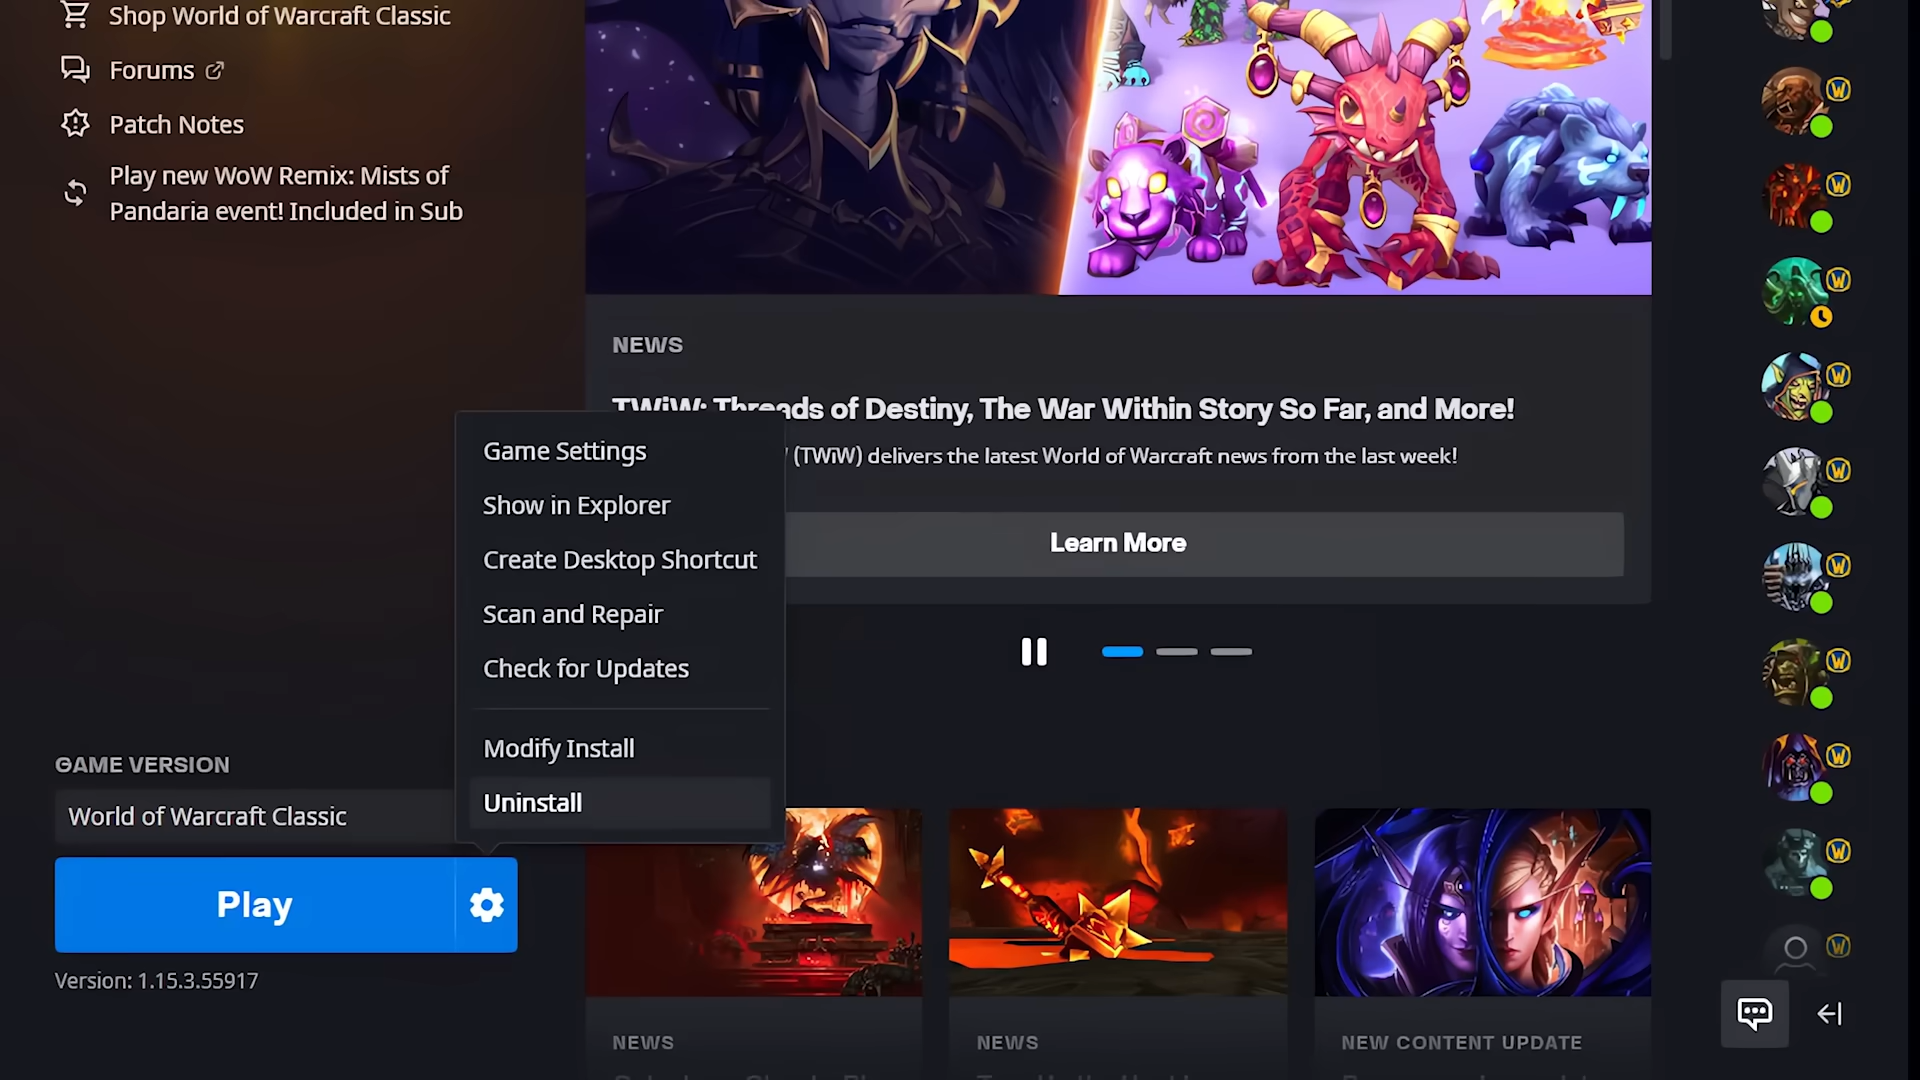 Shop World of Warcraft Classic
Forums
Patch Notes
Play new WoW Remix: Mists of
Pandaria event! Included in Sub
NEWS
TWiW: Threads of Destiny, The War Within Story So Far, and More!
(TWiW) delivers the latest World of Warcraft news from the last week!
Learn More
Game Settings
Show in Explorer
Create Desktop Shortcut
Scan and Repair
Check for Updates
Modify Install
Uninstall
GAME VERSION
World of Warcraft Classic
Play
Version: 1.15.3.55917
NEWS
NEWS
NEW CONTENT UPDATE